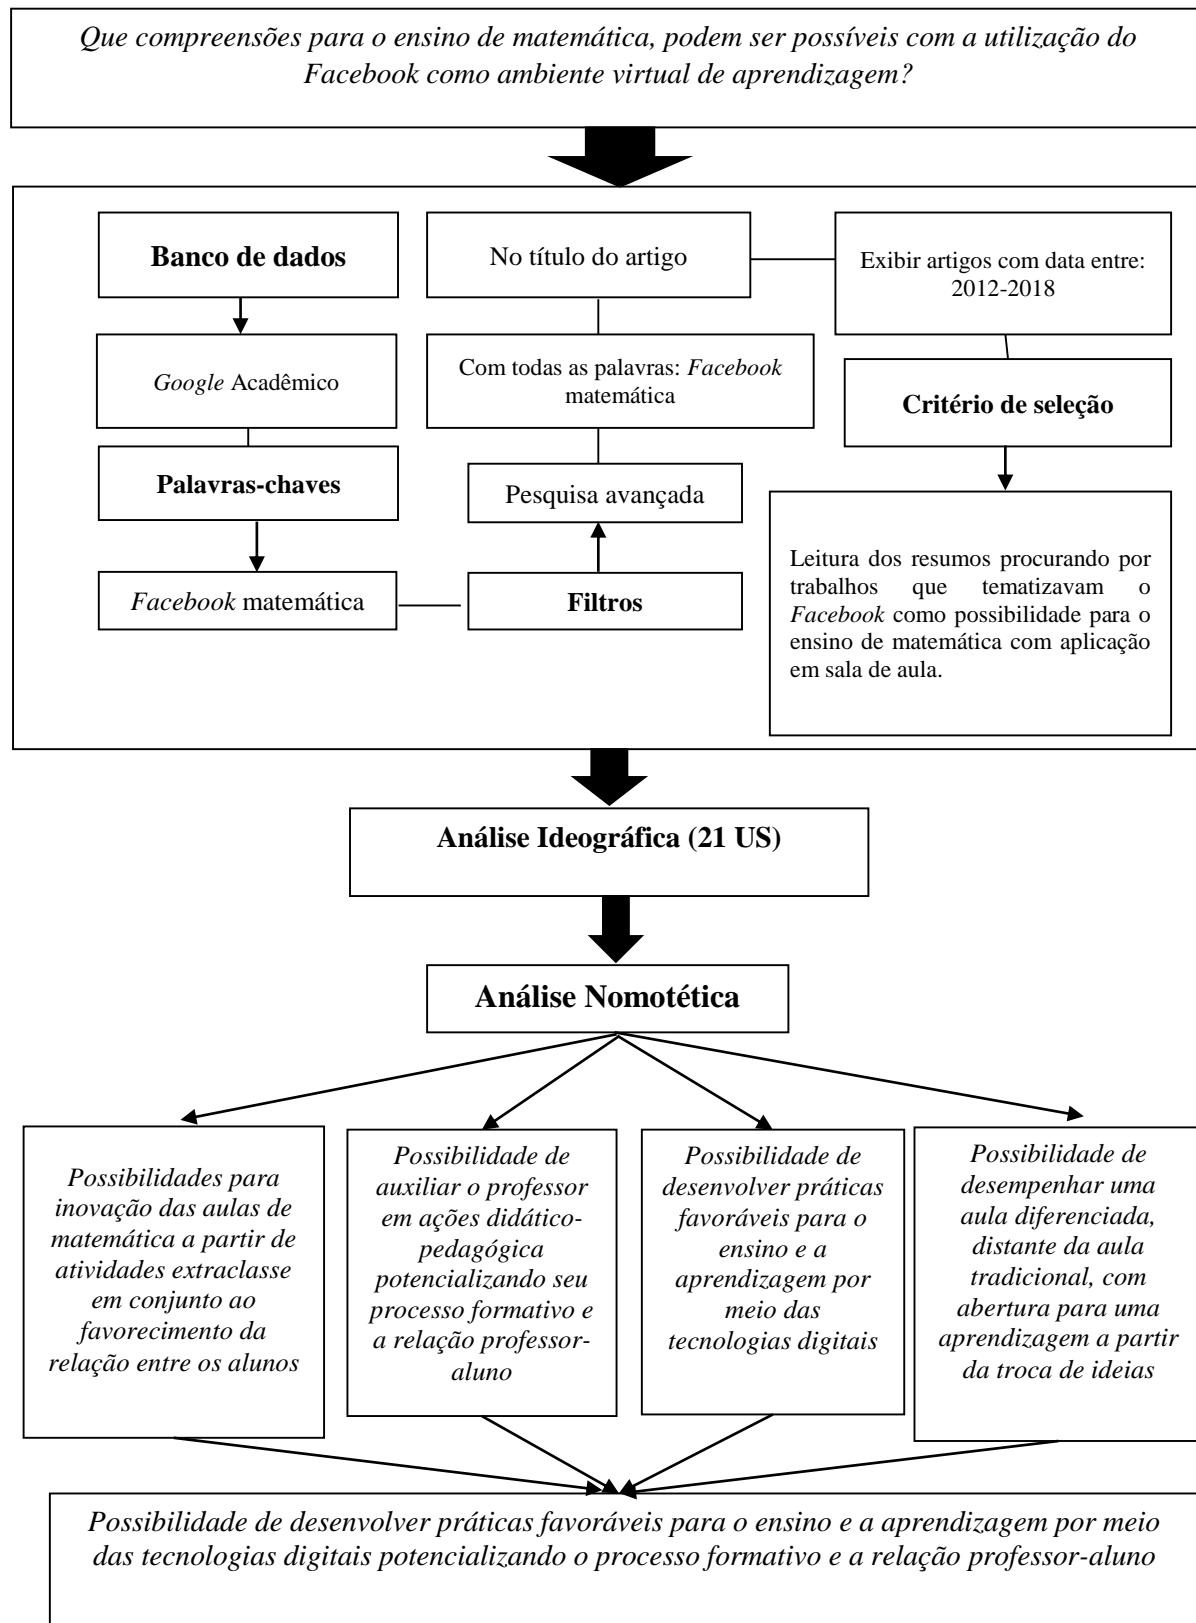 Que compreensões para o ensino de matemática, podem ser possíveis com a utilização do
Facebook como ambiente virtual de aprendizagem?
Banco de dados
Google Acadêmico
Palavras-chaves
Facebook matemática
Filtros
Pesquisa avançada
Com todas as palavras: Facebook
matemática
No título do artigo
Exibir artigos com data entre:
2012-2018
Critério de seleção
Leitura dos resumos procurando por
trabalhos que tematizavam o
Facebook como possibilidade para o
ensino de matemática com aplicação
em sala de aula.
Análise Ideográfica (21 US)
Análise Nomotética
Possibilidades para
inovação das aulas de
matemática a partir de
atividades extraclasse
em conjunto ao
favorecimento da
relação entre os alunos
Possibilidade de
auxiliar o professor
em ações didático-
pedagógica
potencializando seu
processo formativo e
a relação professor-
aluno
Possibilidade de
desenvolver práticas
favoráveis para o
ensino e a
aprendizagem por
meio das
tecnologias digitais
Possibilidade de
desempenhar uma
aula diferenciada,
distante da aula
tradicional, com
abertura para uma
aprendizagem a partir
da troca de ideias
Possibilidade de desenvolver práticas favoráveis para o ensino e a aprendizagem por meio
das tecnologias digitais potencializando o processo formativo e a relação professor-aluno